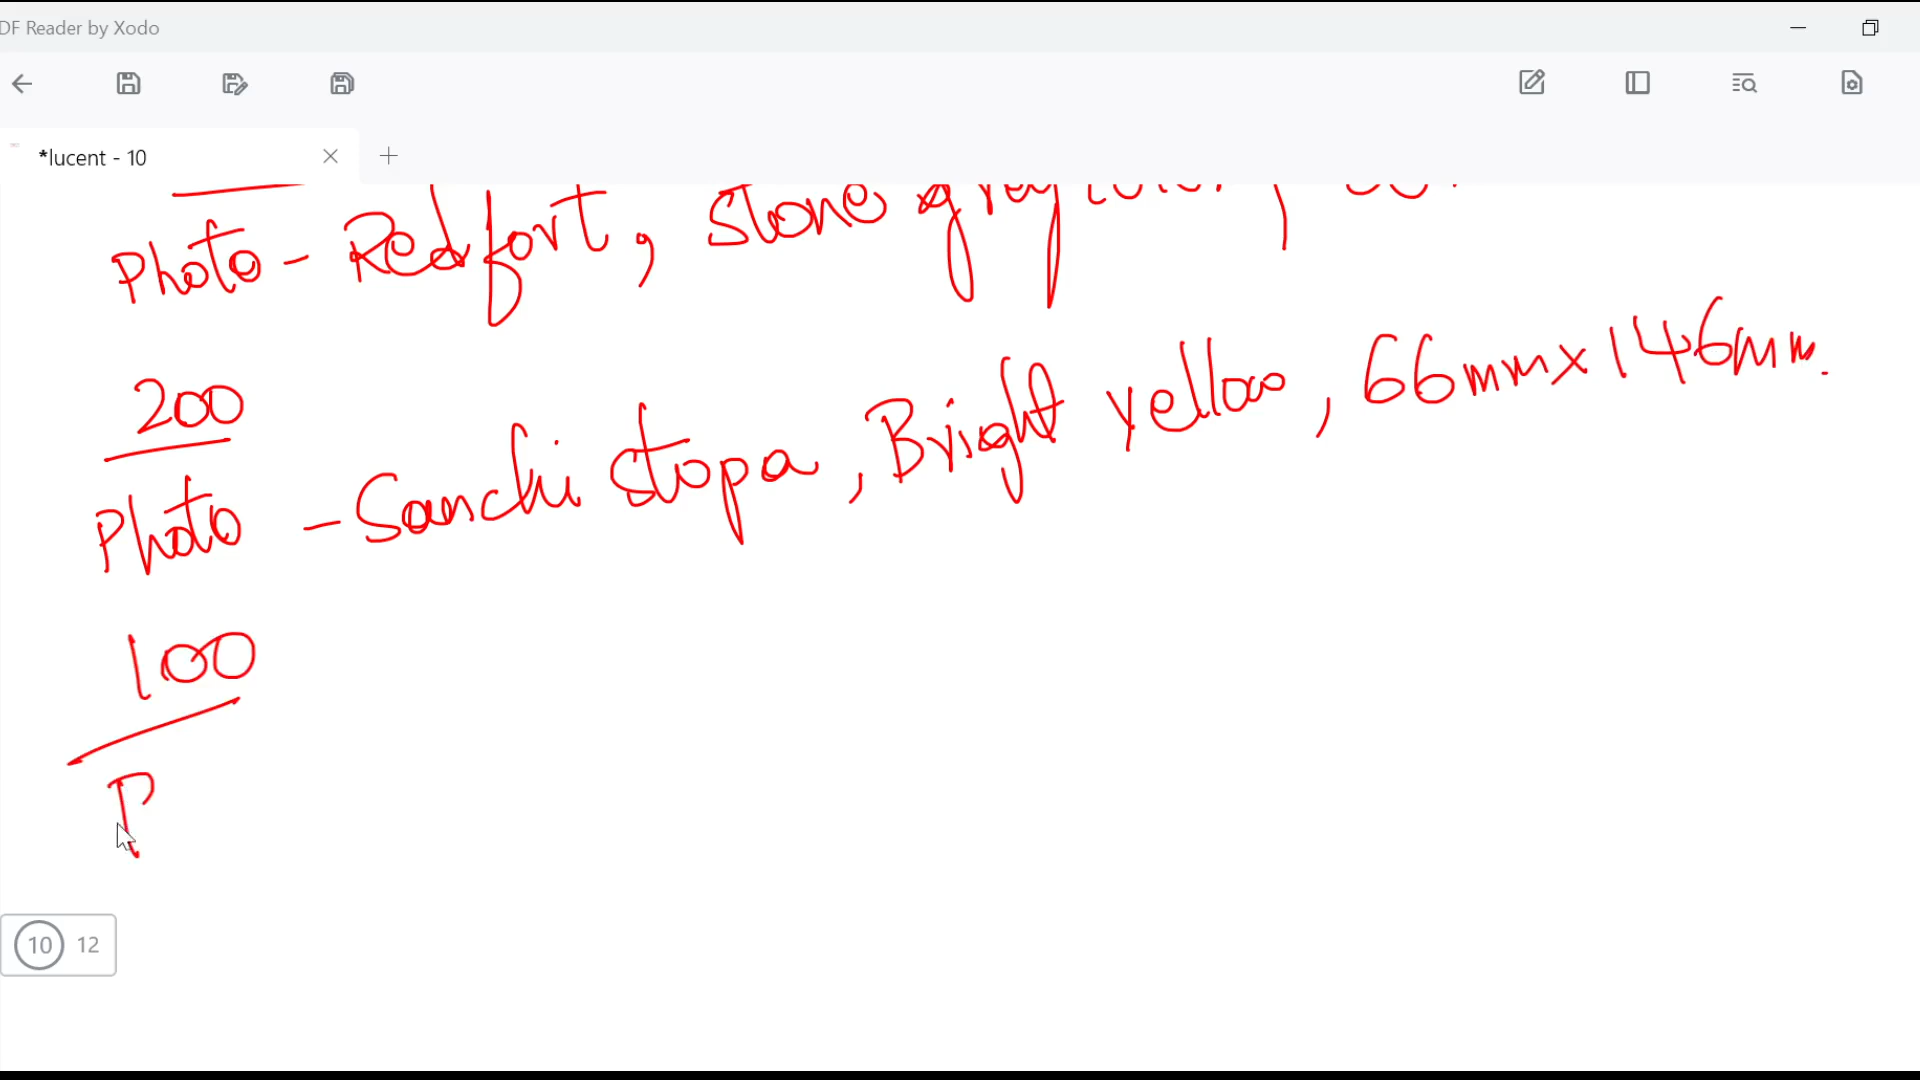 DF Reader by Xodo
*lucent - 10
Photo - Redfort, stone gray
200
Photo - Sanchi stopa, Bright yellow, 66mm x 146mm.
100
P
10 12